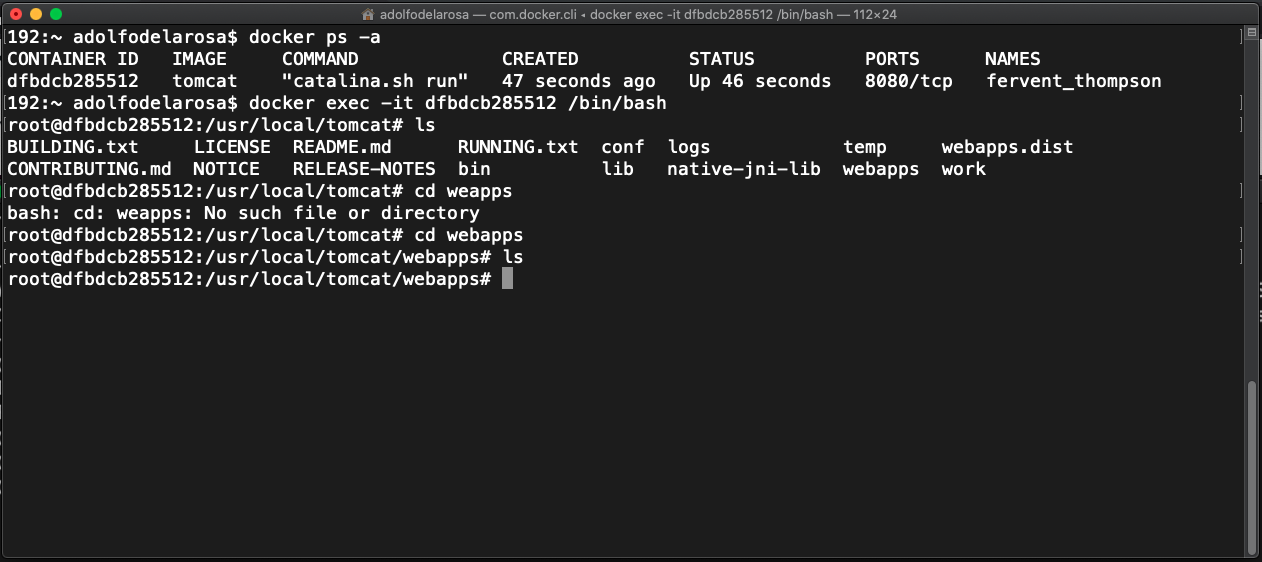 adolfodelarosa — com.docker.cli ◂ docker exec -it dfbdcb285512 /bin/bash — 112×24
[192:~ adolfodelarosa$ docker ps -a ]
CONTAINER ID   IMAGE     COMMAND             CREATED          STATUS          PORTS      NAMES
dfbdcb285512   tomcat    "catalina.sh run"   47 seconds ago   Up 46 seconds   8080/tcp   fervent_thompson
[192:~ adolfodelarosa$ docker exec -it dfbdcb285512 /bin/bash ]
[root@dfbdcb285512:/usr/local/tomcat# ls ]
BUILDING.txt     LICENSE  README.md      RUNNING.txt  conf  logs            temp     webapps.dist
CONTRIBUTING.md  NOTICE   RELEASE-NOTES  bin          lib   native-jni-lib  webapps  work
[root@dfbdcb285512:/usr/local/tomcat# cd weapps ]
bash: cd: weapps: No such file or directory
[root@dfbdcb285512:/usr/local/tomcat# cd webapps ]
[root@dfbdcb285512:/usr/local/tomcat/webapps# ls ]
root@dfbdcb285512:/usr/local/tomcat/webapps#